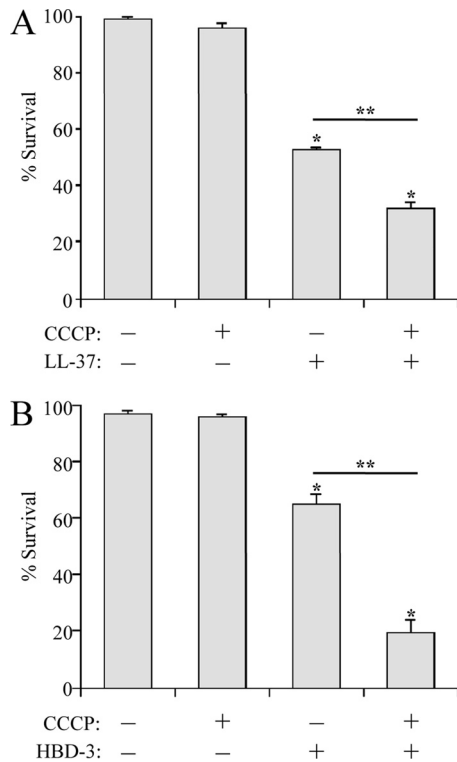 A
% Survival
100
80
60
40
20
0
**
*
*
CCCP: – + – +
LL-37: – – + +
B
% Survival
100
80
60
40
20
0
**
*
*
CCCP: – + – +
HBD-3: – – + +